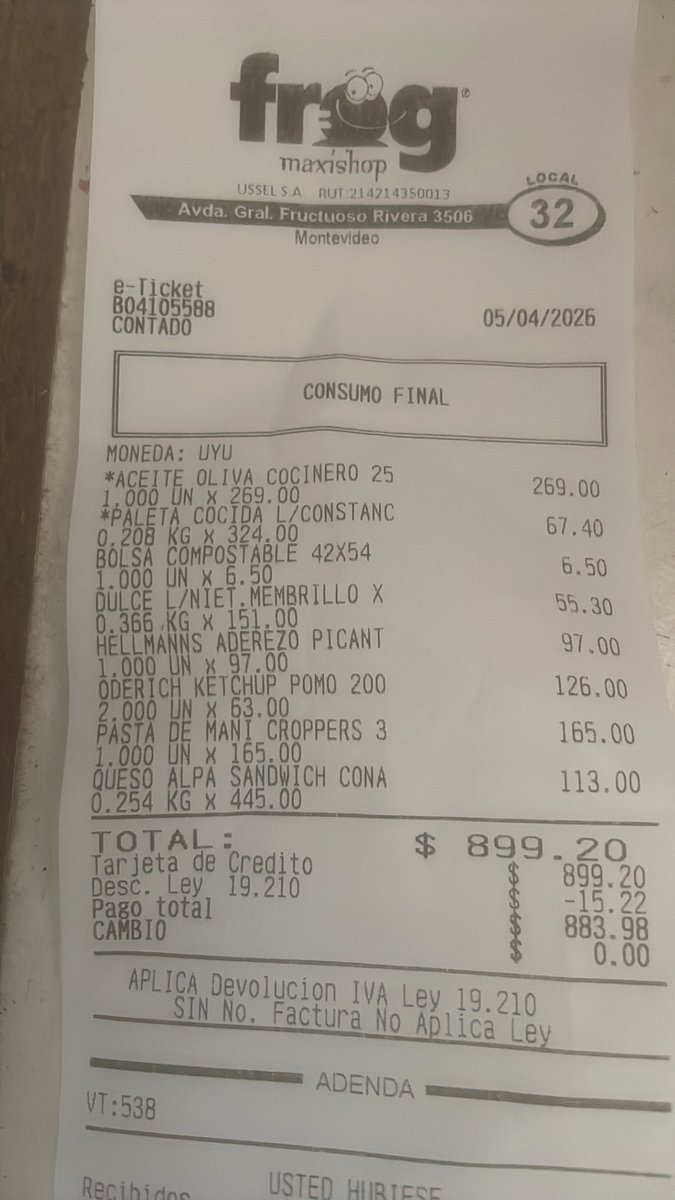 frog®
maxishop
USSEL S.A RUT:214214350013
Avda. Gral. Fructuoso Rivera 3506
LOCAL
32
Montevideo
e-Ticket
B04105588
CONTADO
05/04/2026
CONSUMO FINAL
MONEDA: UYU
*ACEITE OLIVA COCINERO 25 269.00
1.000 UN X 269.00
*PALETA COCIDA L/CONSTANC 67.40
0.208 KG X 324.00
BOLSA COMPOSTABLE 42X54 6.50
1.000 UN X 6.50
DULCE L/NIET.MEMBRILLO X 55.30
0.366 KG X 151.00
HELLMANNS ADEREZO PICANT 97.00
1.000 UN X 97.00
ODERICH KETCHUP POMO 200 126.00
2.000 UN X 63.00
PASTA DE MANI CROPPERS 3 165.00
1.000 UN X 165.00
QUESO ALPA SANDWICH CONA 113.00
0.254 KG X 445.00
TOTAL: $ 899.20
Tarjeta de Credito $ 899.20
Desc. Ley 19.210 $ -15.22
Pago total $ 883.98
CAMBIO $ 0.00
APLICA Devolucion IVA Ley 19.210
SIN No. Factura No Aplica Ley
ADENDA
VT:538
Recibidos USTED HUBIESE